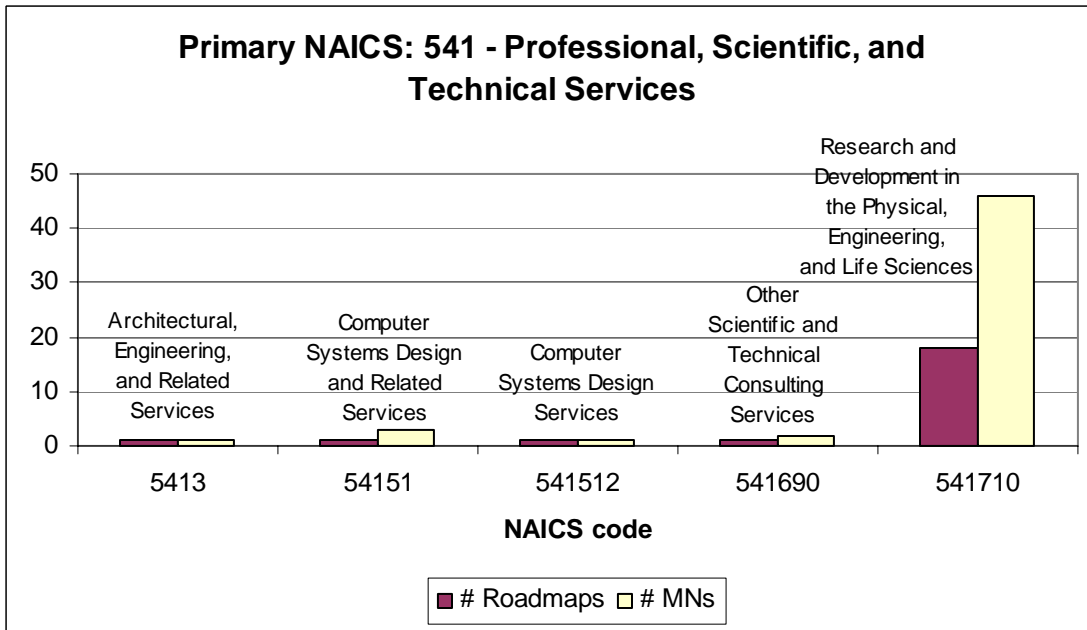 Primary NAICS: 541 - Professional, Scientific, and
Technical Services
50
40
30
20
10
0
Architectural,
Engineering,
and Related
Services
Computer
Systems Design
and Related
Services
Computer
Systems Design
Services
Other
Scientific and
Technical
Consulting
Services
Research and
Development in
the Physical,
Engineering,
and Life Sciences
5413
54151
541512
541690
541710
NAICS code
# Roadmaps
# MNs